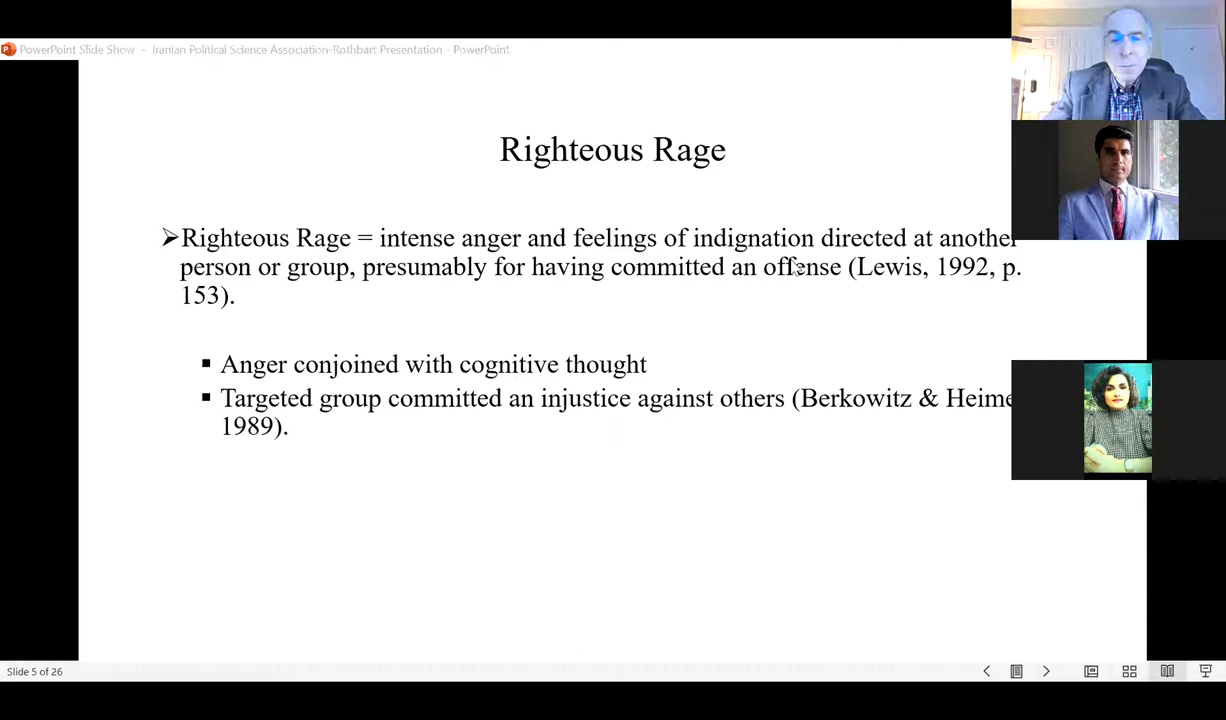 PowerPoint Slide Show - Iranian Political Science Association-Rothbart Presentation - PowerPoint
Righteous Rage
➢Righteous Rage = intense anger and feelings of indignation directed at another
person or group, presumably for having committed an offense (Lewis, 1992, p.
153).
▪ Anger conjoined with cognitive thought
▪ Targeted group committed an injustice against others (Berkowitz &
1989).
Slide 5 of 26